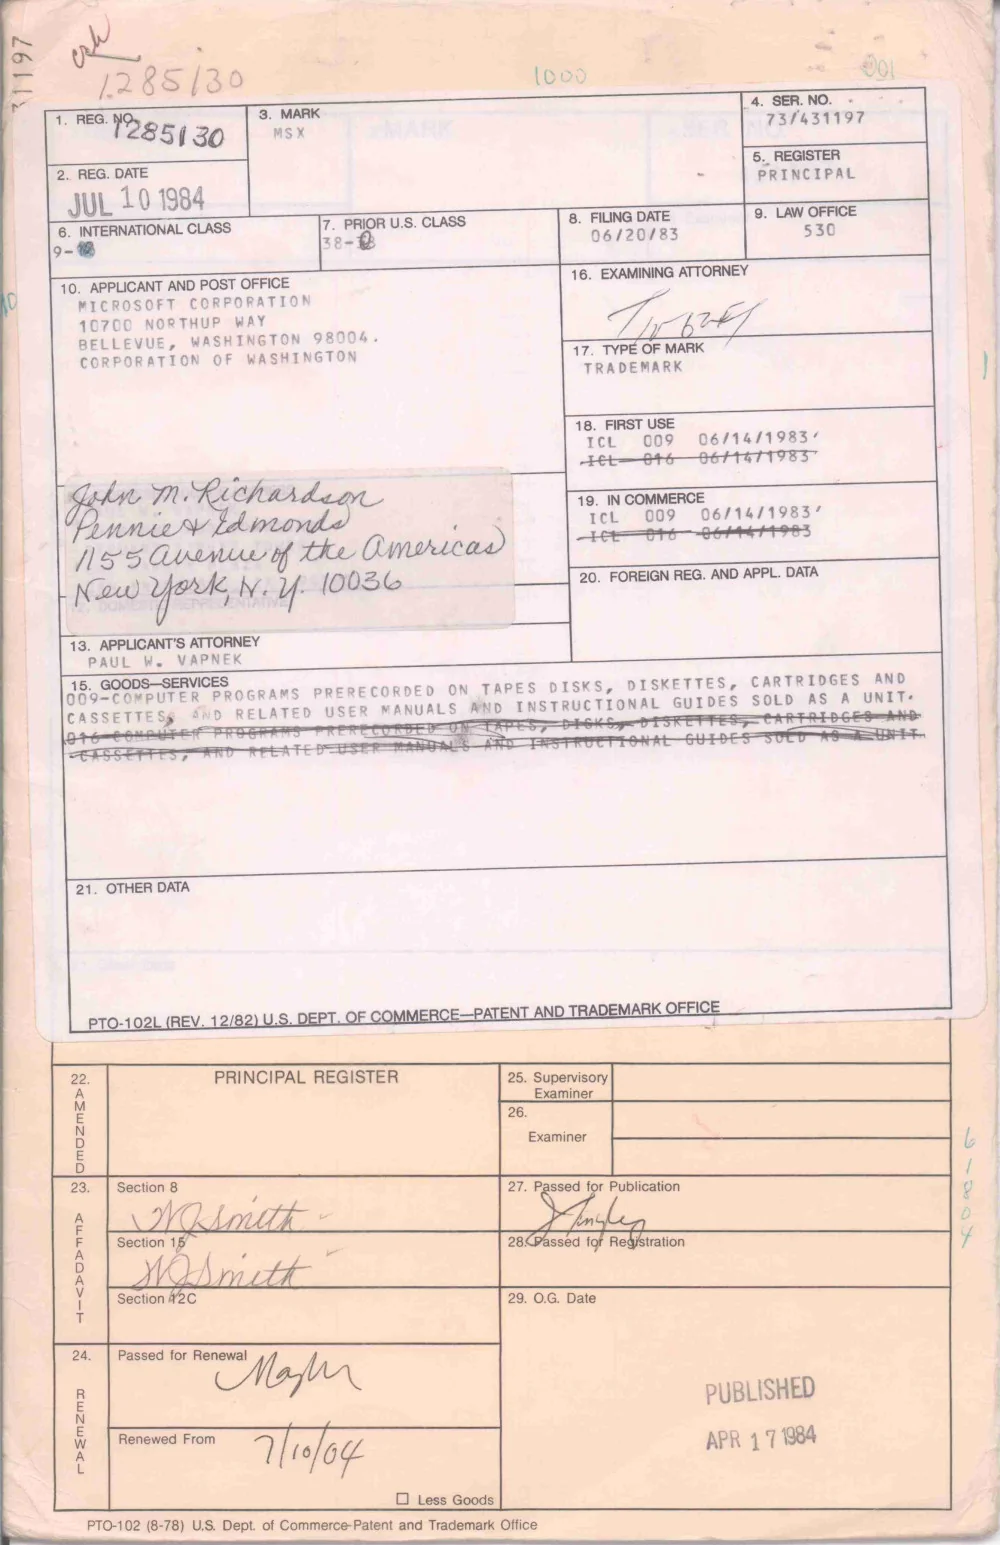 31197
1285130
1000
001
1. REG. NO.
1285130
3. MARK
MSX
4. SER. NO.
73/431197
2. REG. DATE
JUL 10 1984
5. REGISTER
PRINCIPAL
6. INTERNATIONAL CLASS
9-
7. PRIOR U.S. CLASS
38-
8. FILING DATE
06/20/83
9. LAW OFFICE
530
10. APPLICANT AND POST OFFICE
MICROSOFT CORPORATION
10700 NORTHUP WAY
BELLEVUE, WASHINGTON 98004.
CORPORATION OF WASHINGTON
16. EXAMINING ATTORNEY
17. TYPE OF MARK
TRADEMARK
18. FIRST USE
ICL 009 06/14/1983
ICL 016 06/14/1983
19. IN COMMERCE
ICL 009 06/14/1983
ICL 016 06/14/1983
20. FOREIGN REG. AND APPL. DATA
John M. Richardson
Pennie & Edmonds
1155 Avenue of the Americas
New York, N.Y. 10036
13. APPLICANT'S ATTORNEY
PAUL W. VAPNEK
15. GOODS—SERVICES
009-COMPUTER PROGRAMS PRERECORDED ON TAPES DISKS, DISKETTES, CARTRIDGES AND
CASSETTES, AND RELATED USER MANUALS AND INSTRUCTIONAL GUIDES SOLD AS A UNIT.
016-COMPUTER PROGRAMS PRERECORDED ON TAPES, DISKS, DISKETTES, CARTRIDGES AND
CASSETTES, AND RELATED USER MANUALS AND INSTRUCTIONAL GUIDES SOLD AS A UNIT.
21. OTHER DATA
PTO-102L (REV. 12/82) U.S. DEPT. OF COMMERCE—PATENT AND TRADEMARK OFFICE
22. AMENDED
PRINCIPAL REGISTER
25. Supervisory
Examiner
26.
Examiner
23. AFFADAVIT
Section 8
WJSmith
Section 15
WJSmith
Section 12C
27. Passed for Publication
28. Passed for Registration
29. O.G. Date
PUBLISHED
APR 17 1984
24. RENEWAL
Passed for Renewal
Renewed From
7/10/04
Less Goods
61804
PTO-102 (8-78) U.S. Dept. of Commerce-Patent and Trademark Office